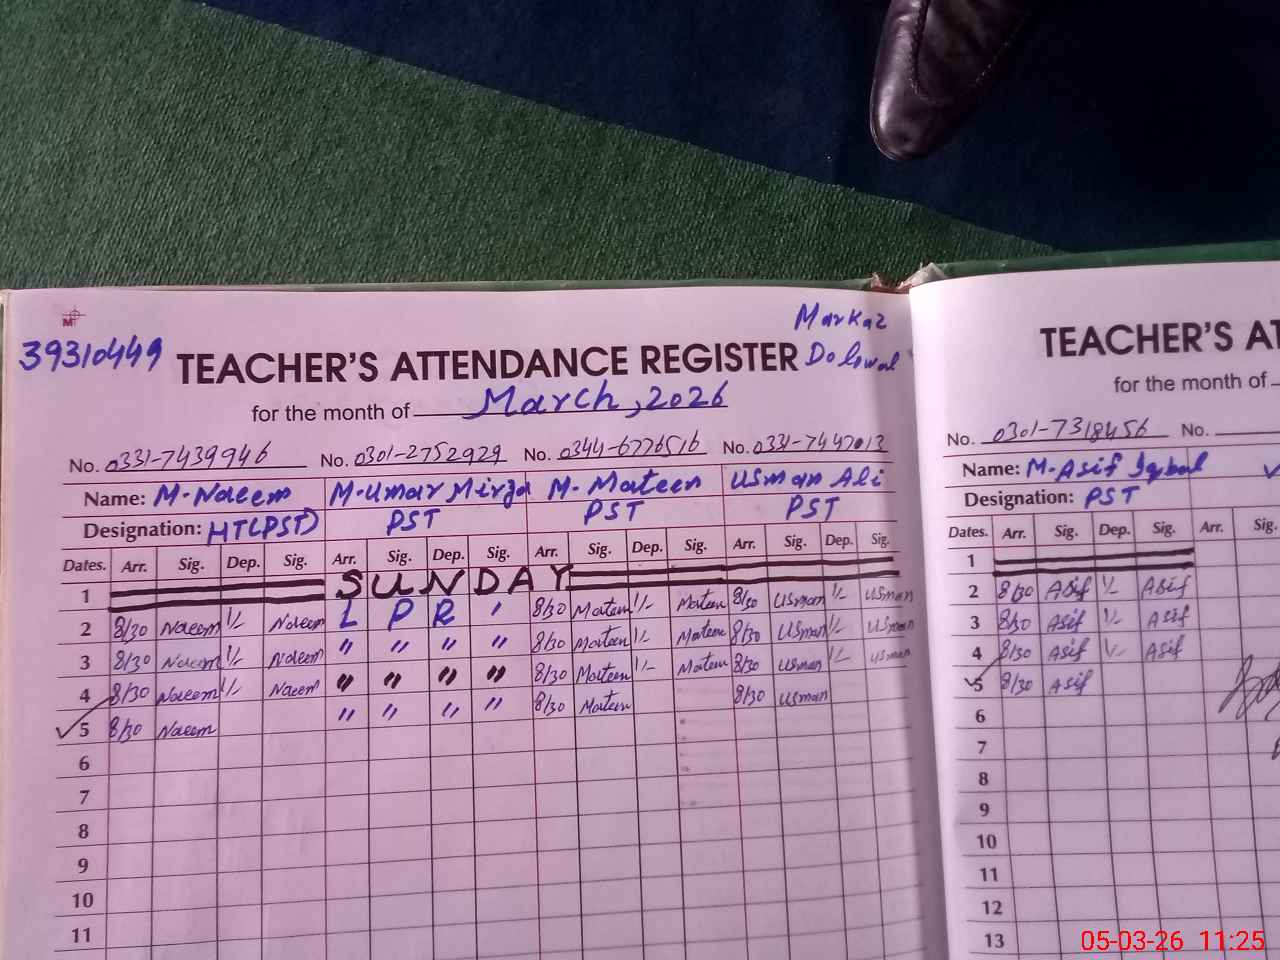 M
Markaz
39310449 TEACHER'S ATTENDANCE REGISTER Dolowal
for the month of March, 2026
No. 0331-7439946 No. 0301-2752929 No. 0344-6776516 No. 0331-7447013
Name: M-Naeem M-Umar Mirza M. Mateen Usman Ali
Designation: HT(PST) PST PST PST
Dates. Arr. Sig. Dep. Sig. Arr. Sig. Dep. Sig. Arr. Sig. Dep. Sig. Arr. Sig. Dep. Sig.
1 SUNDAY
2 8/30 Naeem 1/- Naeem L P R ' 8/30 Mateen 1/- Mateen 8/30 Usman 1/- Usman
3 8/30 Naeem 1/- Naeem " " " " 8/30 Mateen 1/- Mateen 8/30 Usman 1/- Usman
4 8/30 Naeem 1/- Naeem " " " " 8/30 Mateen 1/- Mateen 8/30 Usman 1/- Usman
5 8/30 Naeem " " " " 8/30 Mateen 8/30 Usman
6
7
8
9
10
11
TEACHER'S AT
for the month of
No. 0301-7318456 No.
Name: M-Asif Iqbal
Designation: PST
Dates. Arr. Sig. Dep. Sig. Arr. Sig.
1
2 8/30 Asif 1/- Asif
3 8/30 Asif 1/- Asif
4 8/30 Asif 1/- Asif
5 8/30 Asif
6
7
8
9
10
11
12
13
05-03-26 11:25